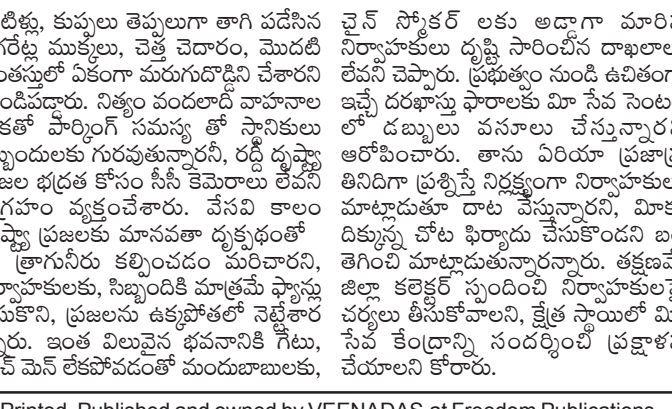 టిళ్లు, కుప్పలు తెప్పలుగా తాగి పడేసిన
గరేట్ల ముక్కలు, చెత్త చెదారం, మొదటి
ంతస్తులో ఏకంగా మరుగుదొడ్డిని చేశారని
ండిపడ్డారు. నిత్యం వందలాది వాహనాల
కతో పార్కింగ్ సమస్య తో స్థానికులు
బ్బందులకు గురవుతున్నారనీ, రద్దీ దృష్ట్యా
జల భద్రత కోసం సీసీ కెమెరాలు లేవని
గ్రహం వ్యక్తంచేశారు. వేసవి కాలం
ష్ట్యా ప్రజలకు మానవతా దృక్పథంతో
త్రాగునీరు కల్పించడం మరిచారని,
ర్వాహకులకు, సిబ్బందికి మాత్రమే ఫ్యాన్లు
సుకొని, ప్రజలను ఉక్కపోతలో నెట్టేశార
్నరు. ఇంత విలువైన భవనానికి గేటు,
చ్ మెన్ లేకపోవడంతో మందుబాబులకు,
చైన్ స్మోకర్ లకు అడ్డాగా మారిన
నిర్వాహకులు దృష్టి సారించిన దాఖలాల
లేవని చెప్పారు. ప్రభుత్వం నుండి ఉచితంగ
ఇచ్చే దరఖాస్తు ఫారాలకు మీ సేవ సెంట
లో డబ్బులు వసూలు చేస్తున్నారన
ఆరోపించారు. తాను ఏరియా ప్రజాప్ర
తినిదిగా ప్రశ్నిస్తే నిర్లక్ష్యంగా నిర్వాహకుల
మాట్లాడుతూ దాట వేస్తున్నారని, మీక
దిక్కున్న చోట ఫిర్యాదు చేసుకొండని బ
తెగించి మాట్లాడుతున్నారన్నారు. తక్షణమే
జిల్లా కలెక్టర్ స్పందించి నిర్వాహకులపై
చర్యలు తీసుకోవాలని, క్షేత్ర స్థాయిలో మీ
సేవ కేంద్రాన్ని సందర్శించి ప్రక్షాళన
చేయాలని కోరారు.
Printed, Published and owned by VEENADAS at Freedom Publications